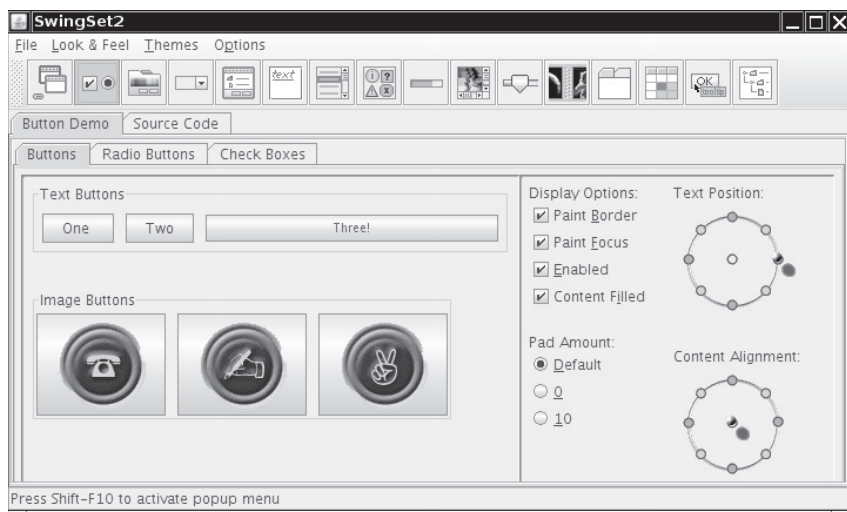 SwingSet2
File Look & Feel Themes Options
text
OK
Button Demo Source Code
Buttons Radio Buttons Check Boxes
Text Buttons
One Two Three!
Image Buttons
Display Options:
Paint Border
Paint Focus
Enabled
Content Filled
Pad Amount:
Default
0
10
Text Position:
Content Alignment:
Press Shift-F10 to activate popup menu